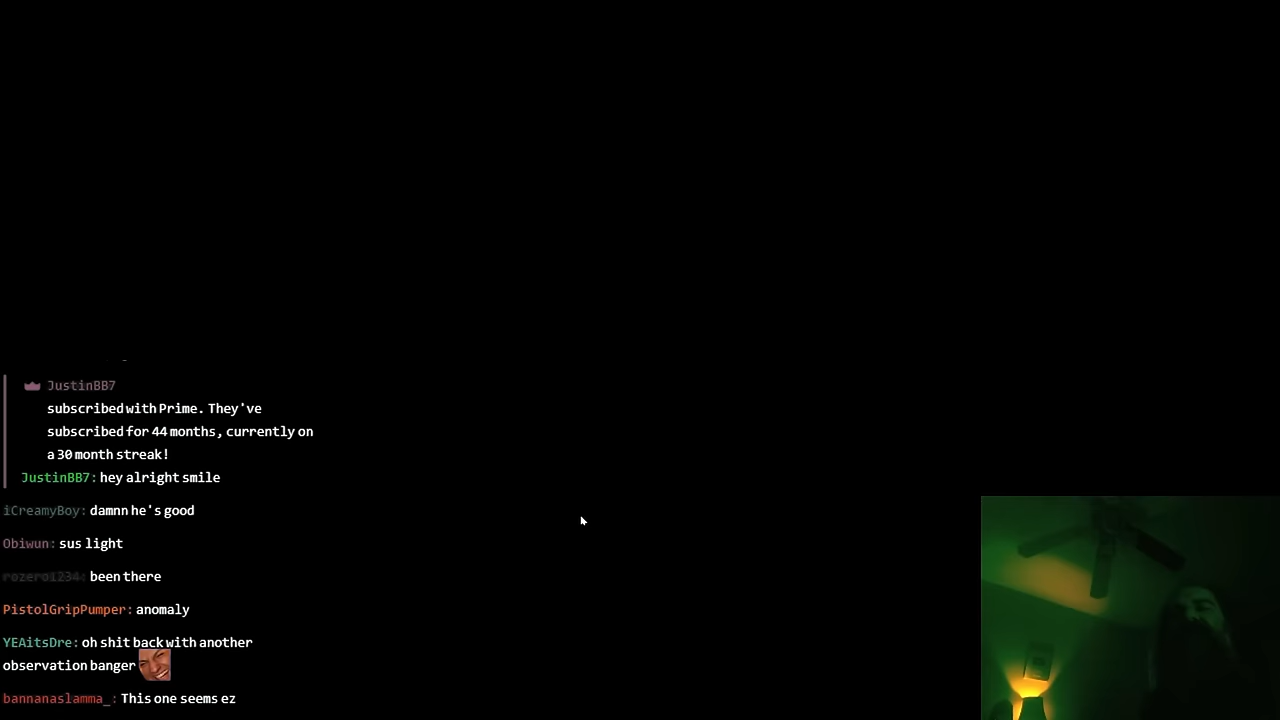 JustinBB7
subscribed with Prime. They've
subscribed for 44 months, currently on
a 30 month streak!
JustinBB7: hey alright smile
iCreamyBoy: damnn he's good
Obiwun: sus light
rozeroi234: been there
PistolGripPumper: anomaly
YEAitsDre: oh shit back with another
observation banger
bannanaslamma_: This one seems ez